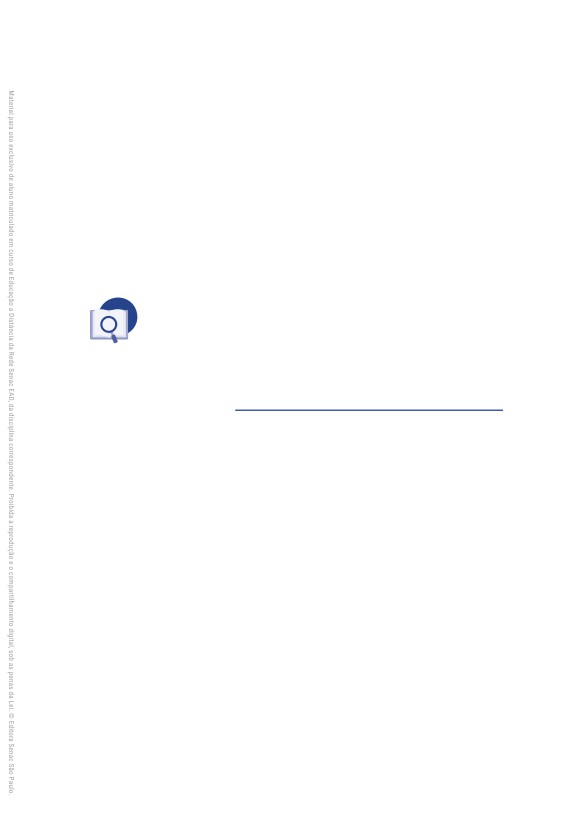 Material para uso exclusivo de aluno matriculado em curso de Educação a Distância da Rede Senac EAD, da disciplina correspondente. Proibida a reprodução e o compartilhamento digital, sob as penas da Lei. © Editora Senac São Paulo.